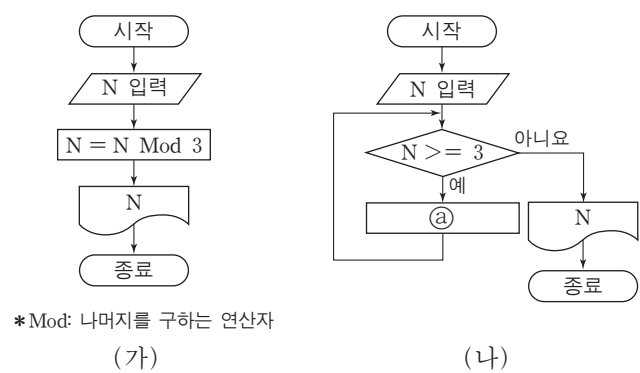 시작
N 입력
N = N Mod 3
N
종료
*Mod: 나머지를 구하는 연산자
(가)
시작
N 입력
N >= 3
아니요
예
ⓐ
N
종료
(나)